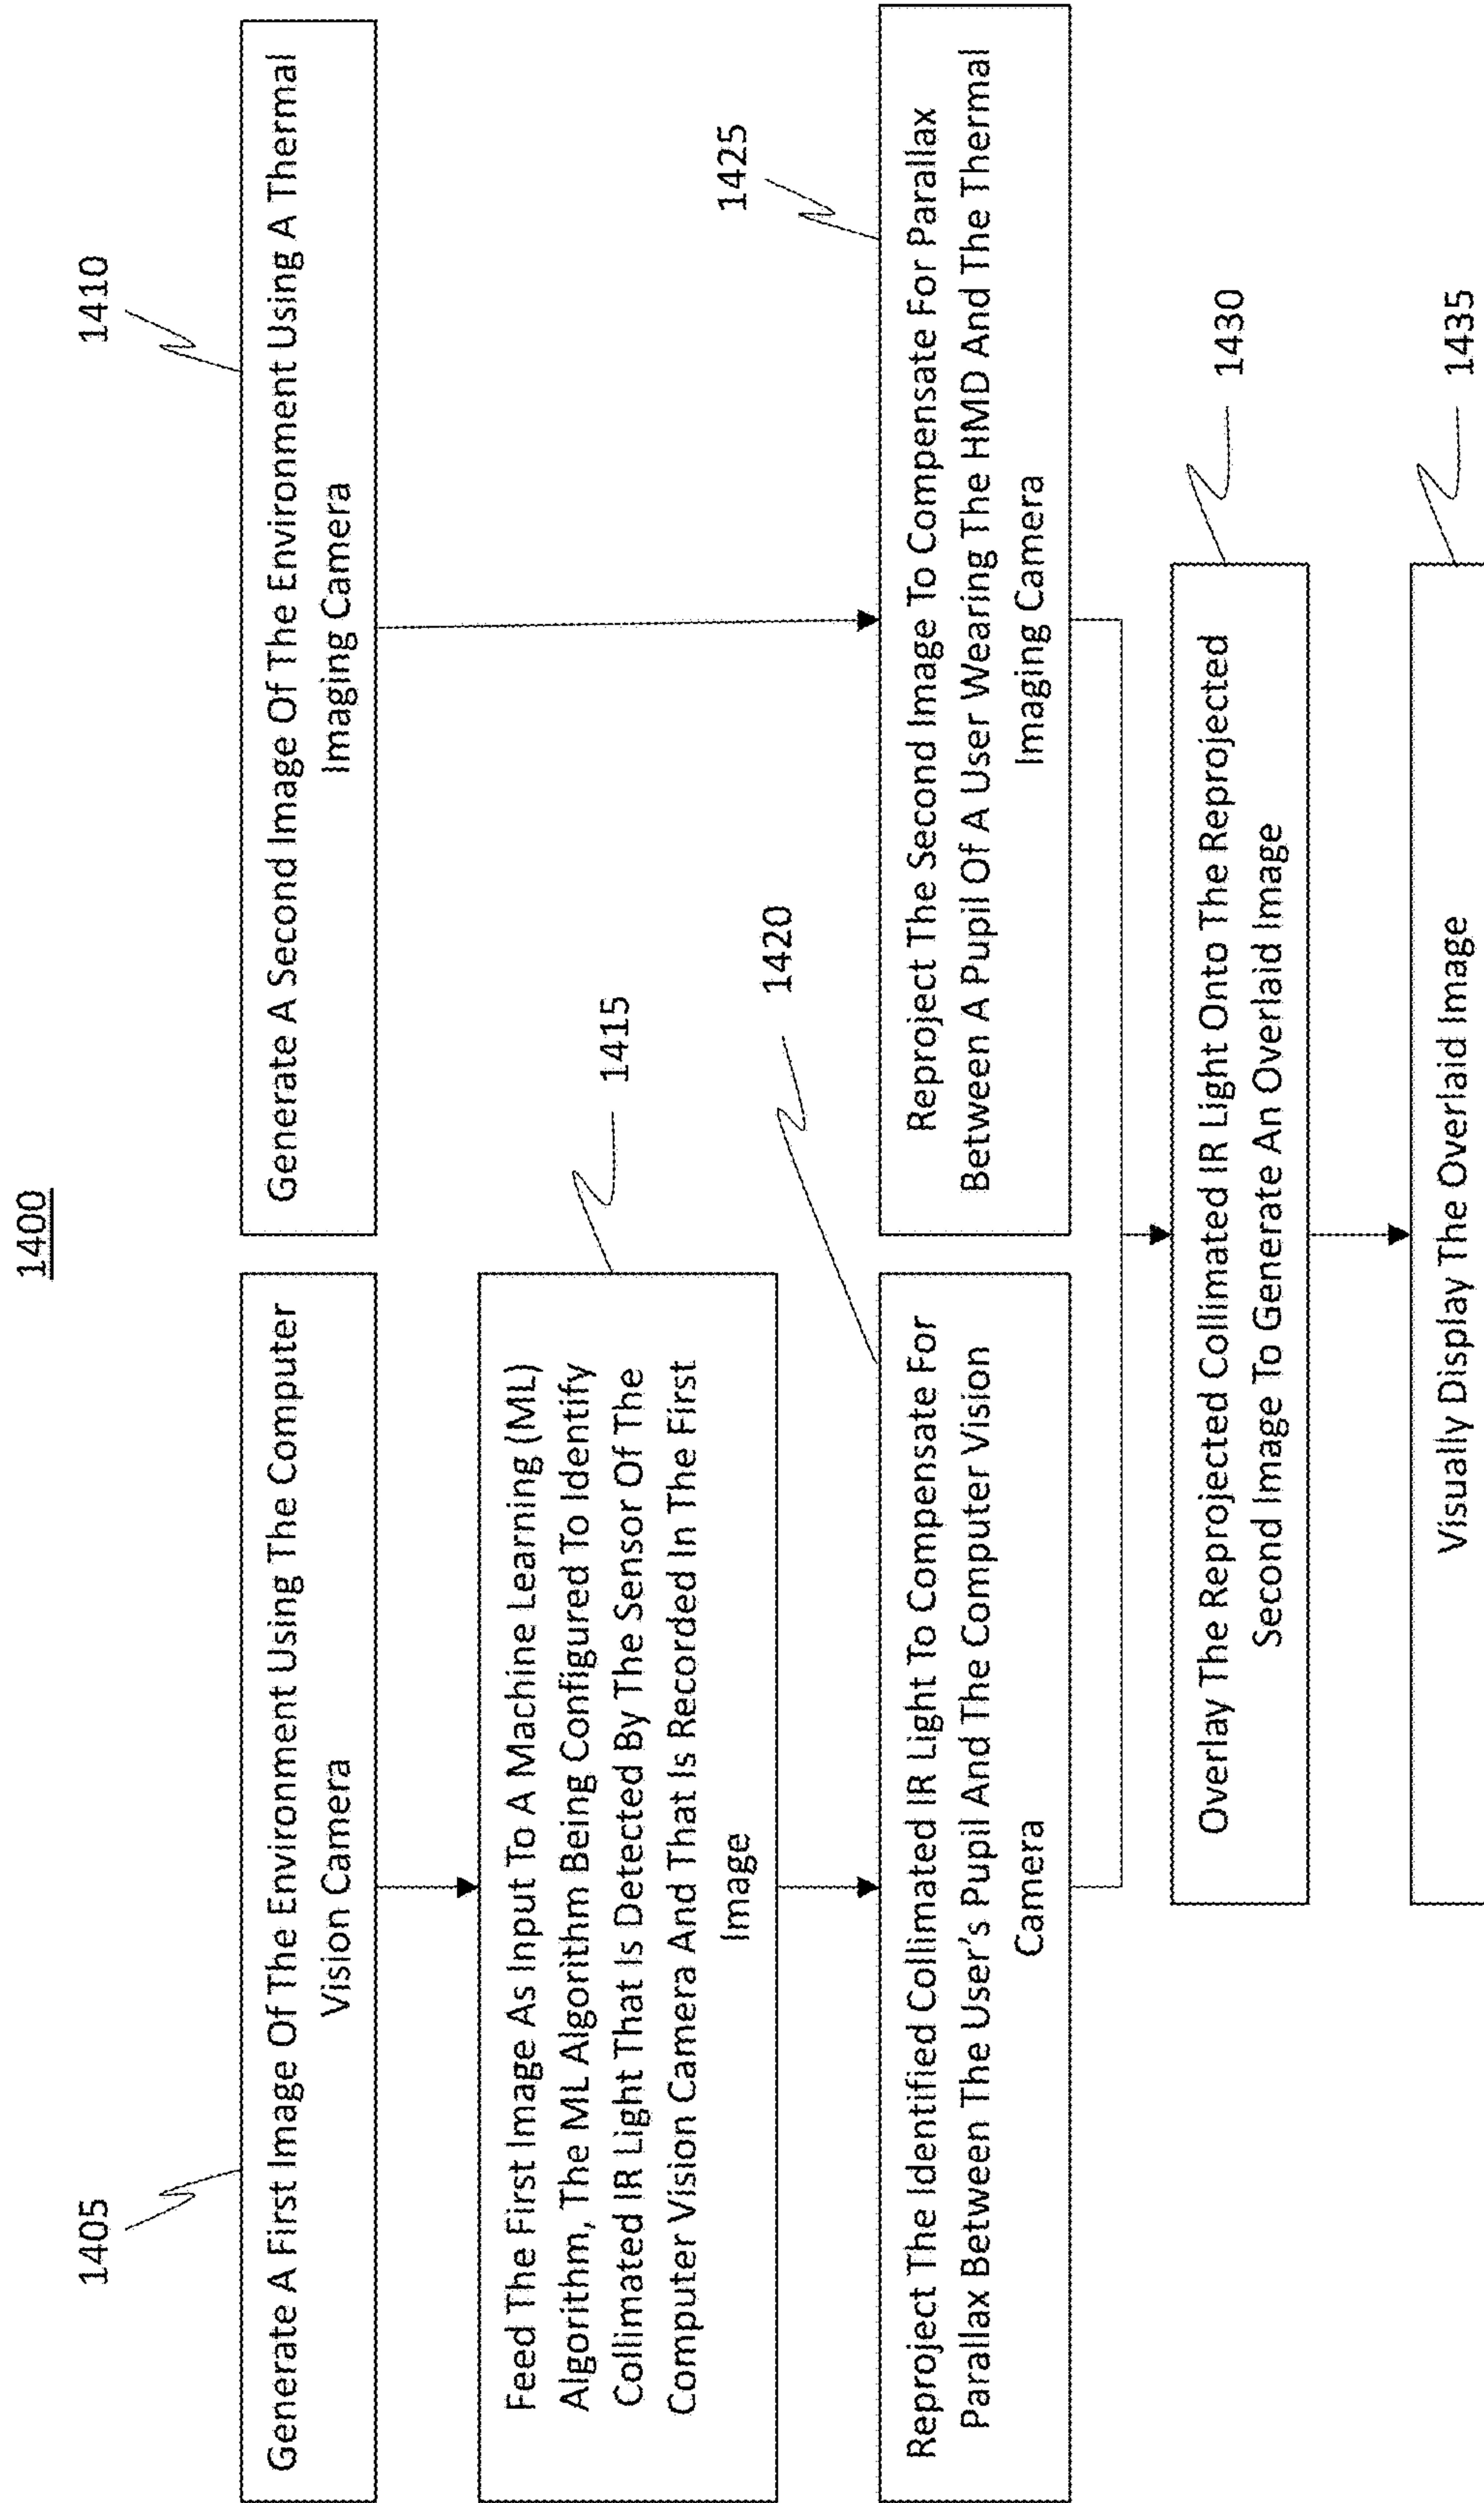 1400
1405
Generate A First Image Of The Environment Using The Computer
Vision Camera
1410
Generate A Second Image Of The Environment Using A Thermal
Imaging Camera
1415
Feed The First Image As Input To A Machine Learning (ML)
Algorithm, The ML Algorithm Being Configured To Identify
Collimated IR Light That Is Detected By The Sensor Of The
Computer Vision Camera And That Is Recorded In The First
Image
1420
Reproject The Identified Collimated IR Light To Compensate For
Parallax Between The User's Pupil And The Computer Vision
Camera
1425
Reproject The Second Image To Compensate For Parallax
Between A Pupil Of A User Wearing The HMD And The Thermal
Imaging Camera
1430
Overlay The Reprojected Collimated IR Light Onto The Reprojected
Second Image To Generate An Overlaid Image
1435
Visually Display The Overlaid Image